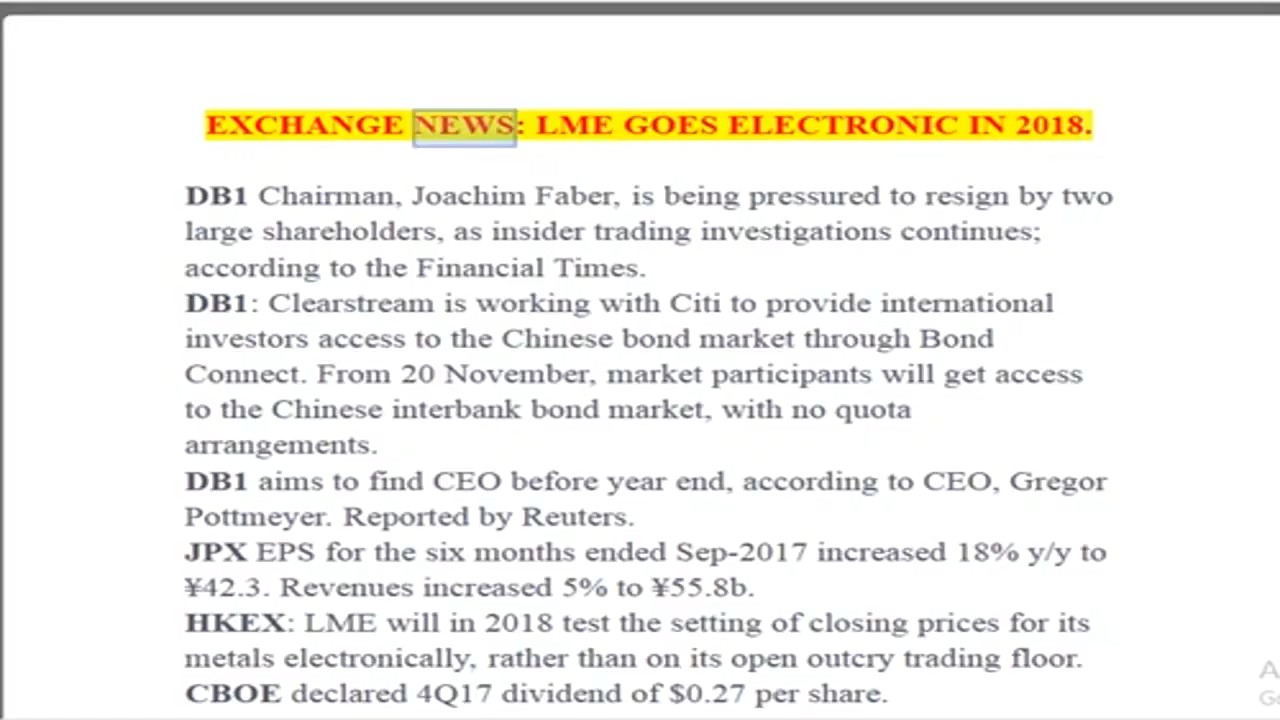 EXCHANGE NEWS: LME GOES ELECTRONIC IN 2018.
DB1 Chairman, Joachim Faber, is being pressured to resign by two
large shareholders, as insider trading investigations continues;
according to the Financial Times.
DB1: Clearstream is working with Citi to provide international
investors access to the Chinese bond market through Bond
Connect. From 20 November, market participants will get access
to the Chinese interbank bond market, with no quota
arrangements.
DB1 aims to find CEO before year end, according to CEO, Gregor
Pottmeyer. Reported by Reuters.
JPX EPS for the six months ended Sep-2017 increased 18% y/y to
¥42.3. Revenues increased 5% to ¥55.8b.
HKEX: LME will in 2018 test the setting of closing prices for its
metals electronically, rather than on its open outcry trading floor.
CBOE declared 4Q17 dividend of $0.27 per share.